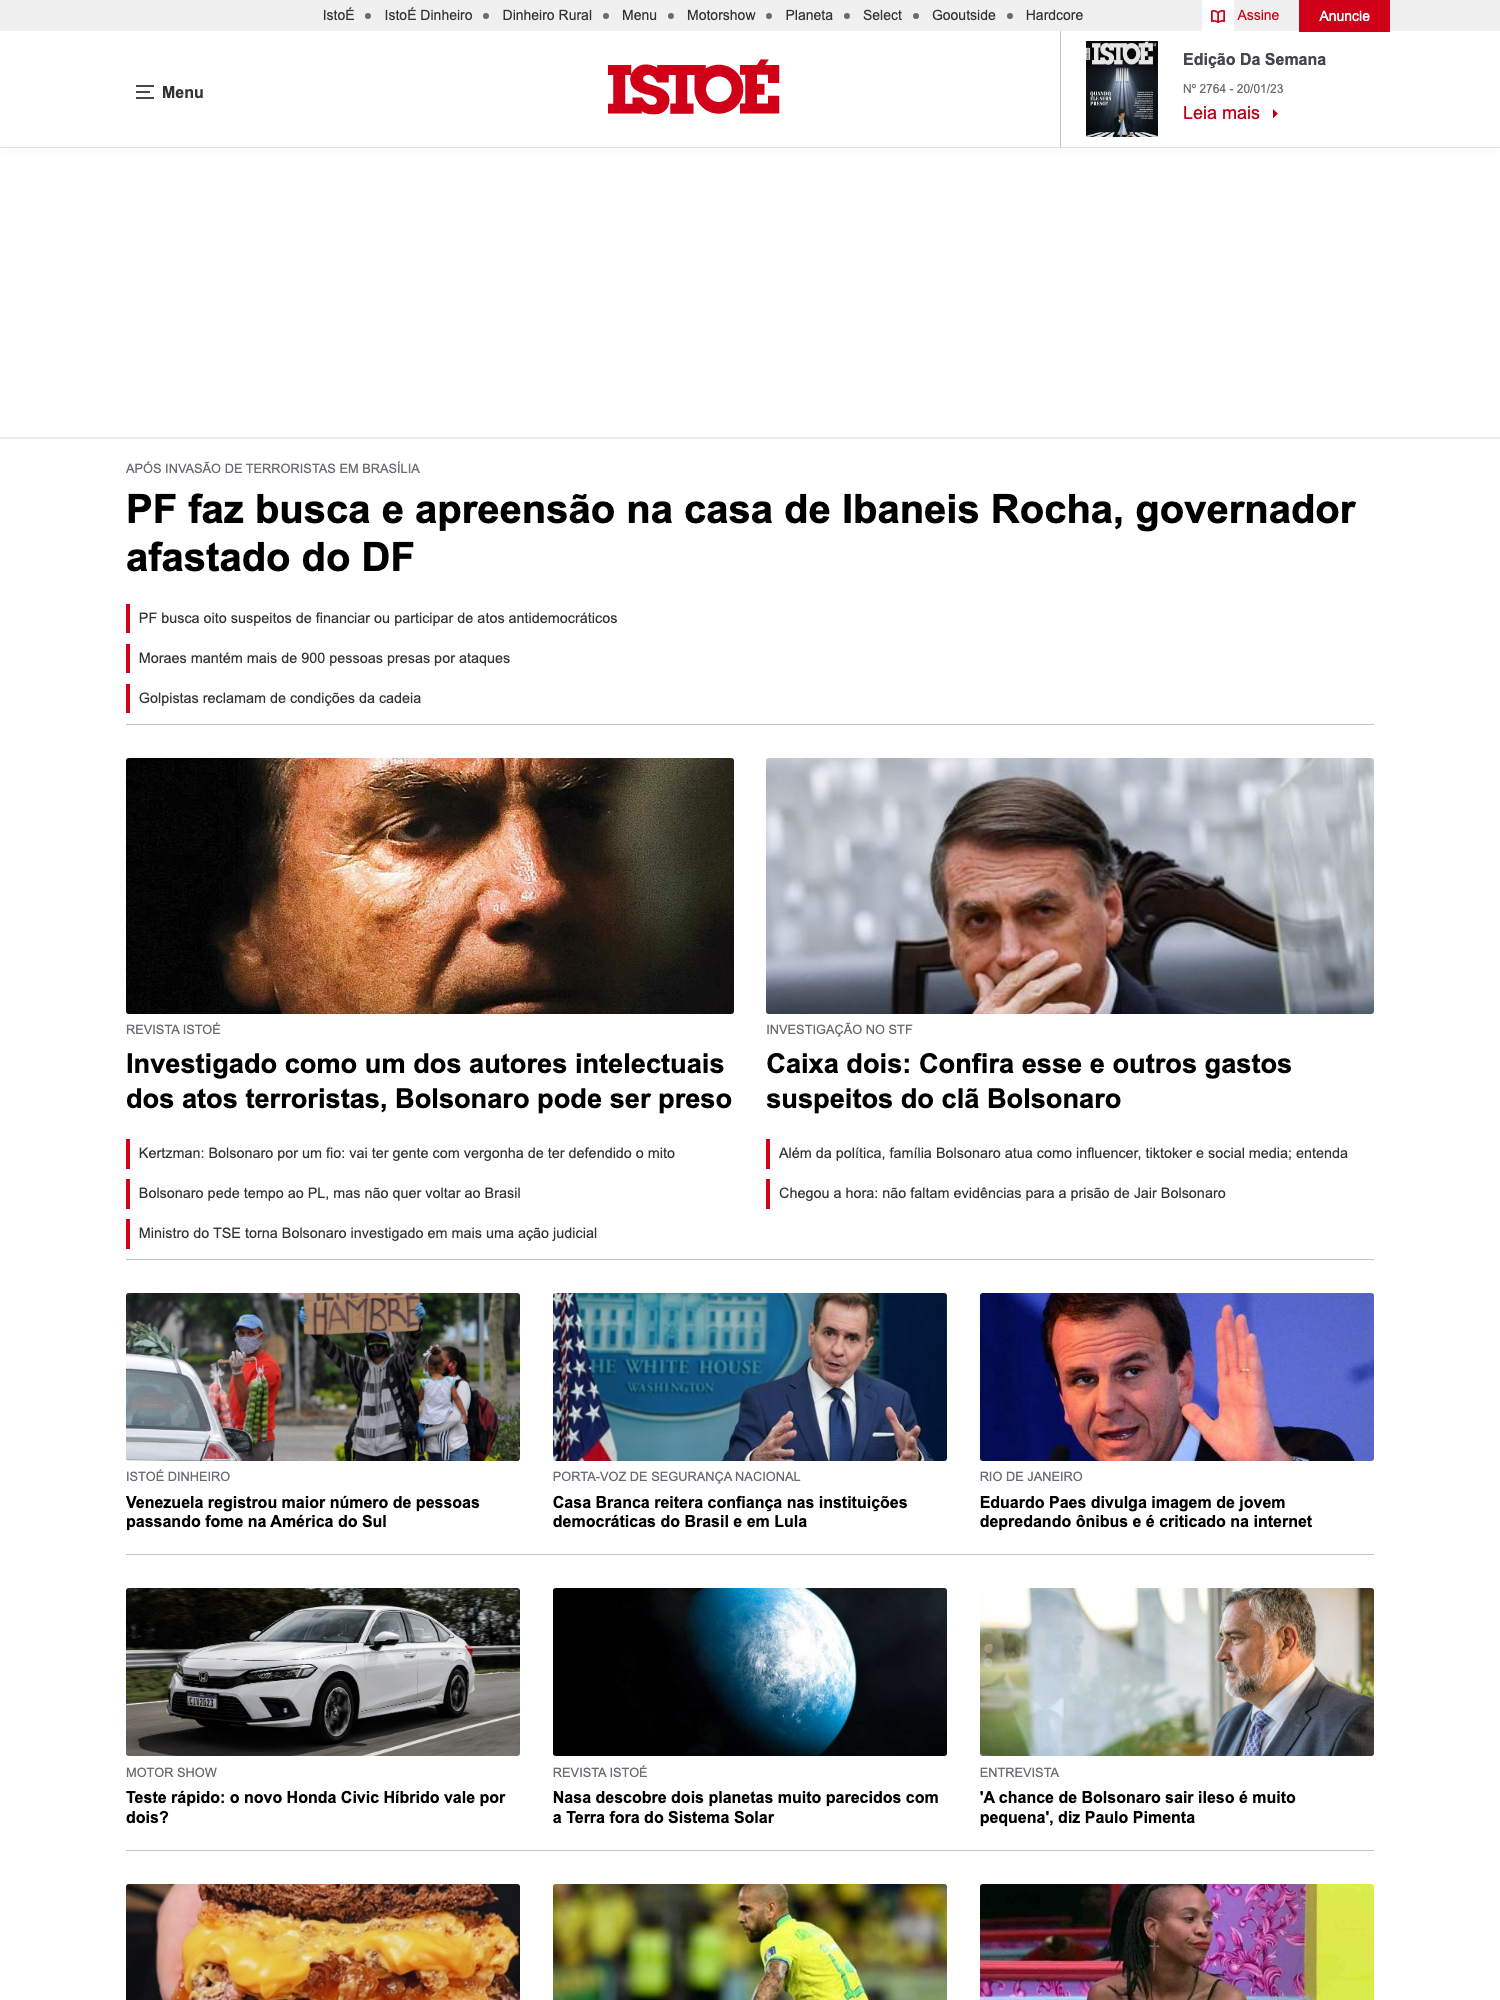 IstoÉ • IstoÉ Dinheiro • Dinheiro Rural • Menu • Motorshow • Planeta • Select • Gooutside • Hardcore
Assine
Anuncie
Menu
ISTOÉ
ISTOÉ
QUANDO
ELE SERÁ
PRESO?
Edição Da Semana
Nº 2764 - 20/01/23
Leia mais
APÓS INVASÃO DE TERRORISTAS EM BRASÍLIA
PF faz busca e apreensão na casa de Ibaneis Rocha, governador
afastado do DF
PF busca oito suspeitos de financiar ou participar de atos antidemocráticos
Moraes mantém mais de 900 pessoas presas por ataques
Golpistas reclamam de condições da cadeia
REVISTA ISTOÉ
Investigado como um dos autores intelectuais
dos atos terroristas, Bolsonaro pode ser preso
Kertzman: Bolsonaro por um fio: vai ter gente com vergonha de ter defendido o mito
Bolsonaro pede tempo ao PL, mas não quer voltar ao Brasil
Ministro do TSE torna Bolsonaro investigado em mais uma ação judicial
INVESTIGAÇÃO NO STF
Caixa dois: Confira esse e outros gastos
suspeitos do clã Bolsonaro
Além da política, família Bolsonaro atua como influencer, tiktoker e social media; entenda
Chegou a hora: não faltam evidências para a prisão de Jair Bolsonaro
HAMBRE
ISTOÉ DINHEIRO
Venezuela registrou maior número de pessoas
passando fome na América do Sul
THE WHITE HOUSE
WASHINGTON
PORTA-VOZ DE SEGURANÇA NACIONAL
Casa Branca reitera confiança nas instituições
democráticas do Brasil e em Lula
RIO DE JANEIRO
Eduardo Paes divulga imagem de jovem
depredando ônibus e é criticado na internet
MOTOR SHOW
Teste rápido: o novo Honda Civic Híbrido vale por
dois?
REVISTA ISTOÉ
Nasa descobre dois planetas muito parecidos com
a Terra fora do Sistema Solar
ENTREVISTA
'A chance de Bolsonaro sair ileso é muito
pequena', diz Paulo Pimenta